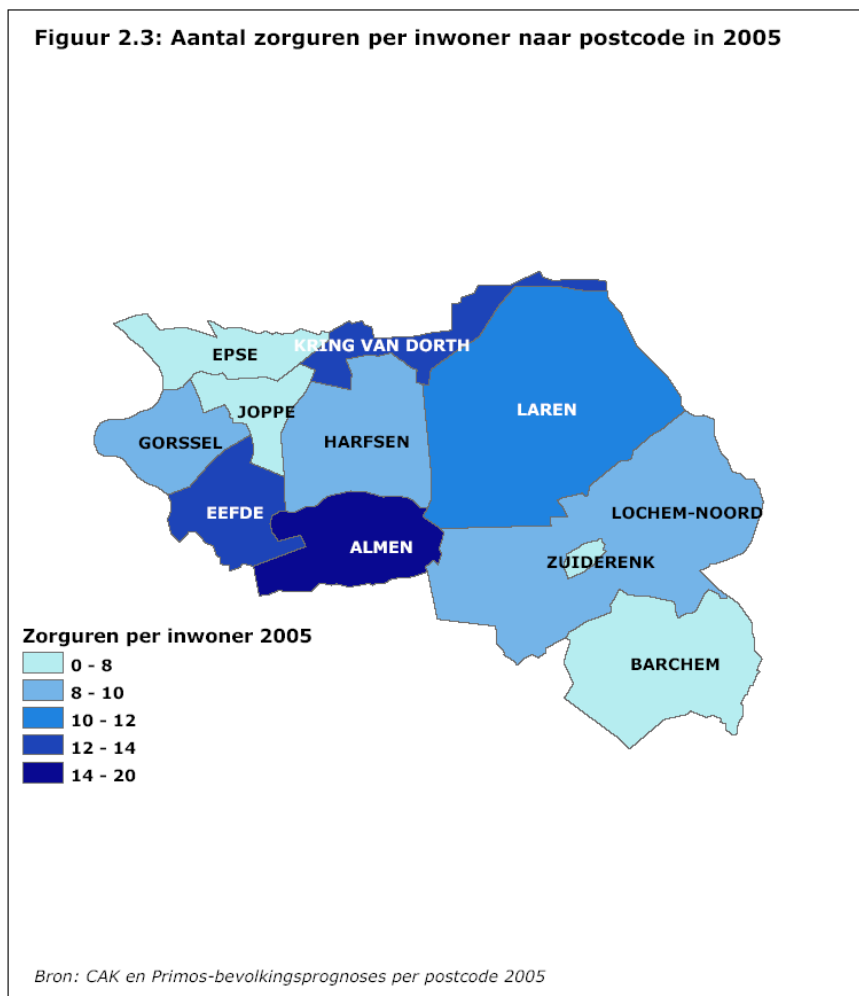 Figuur 2.3: Aantal zorguren per inwoner naar postcode in 2005
KRING VAN DORTH
EPSE
JOPPE
LAREN
GORSSEL
HARFSEN
EEFDE
LOCHEM-NOORD
ALMEN
ZUIDERENK
BARCHEM
Zorguren per inwoner 2005
0 - 8
8 - 10
10 - 12
12 - 14
14 - 20
Bron: CAK en Primos-bevolkingsprognoses per postcode 2005